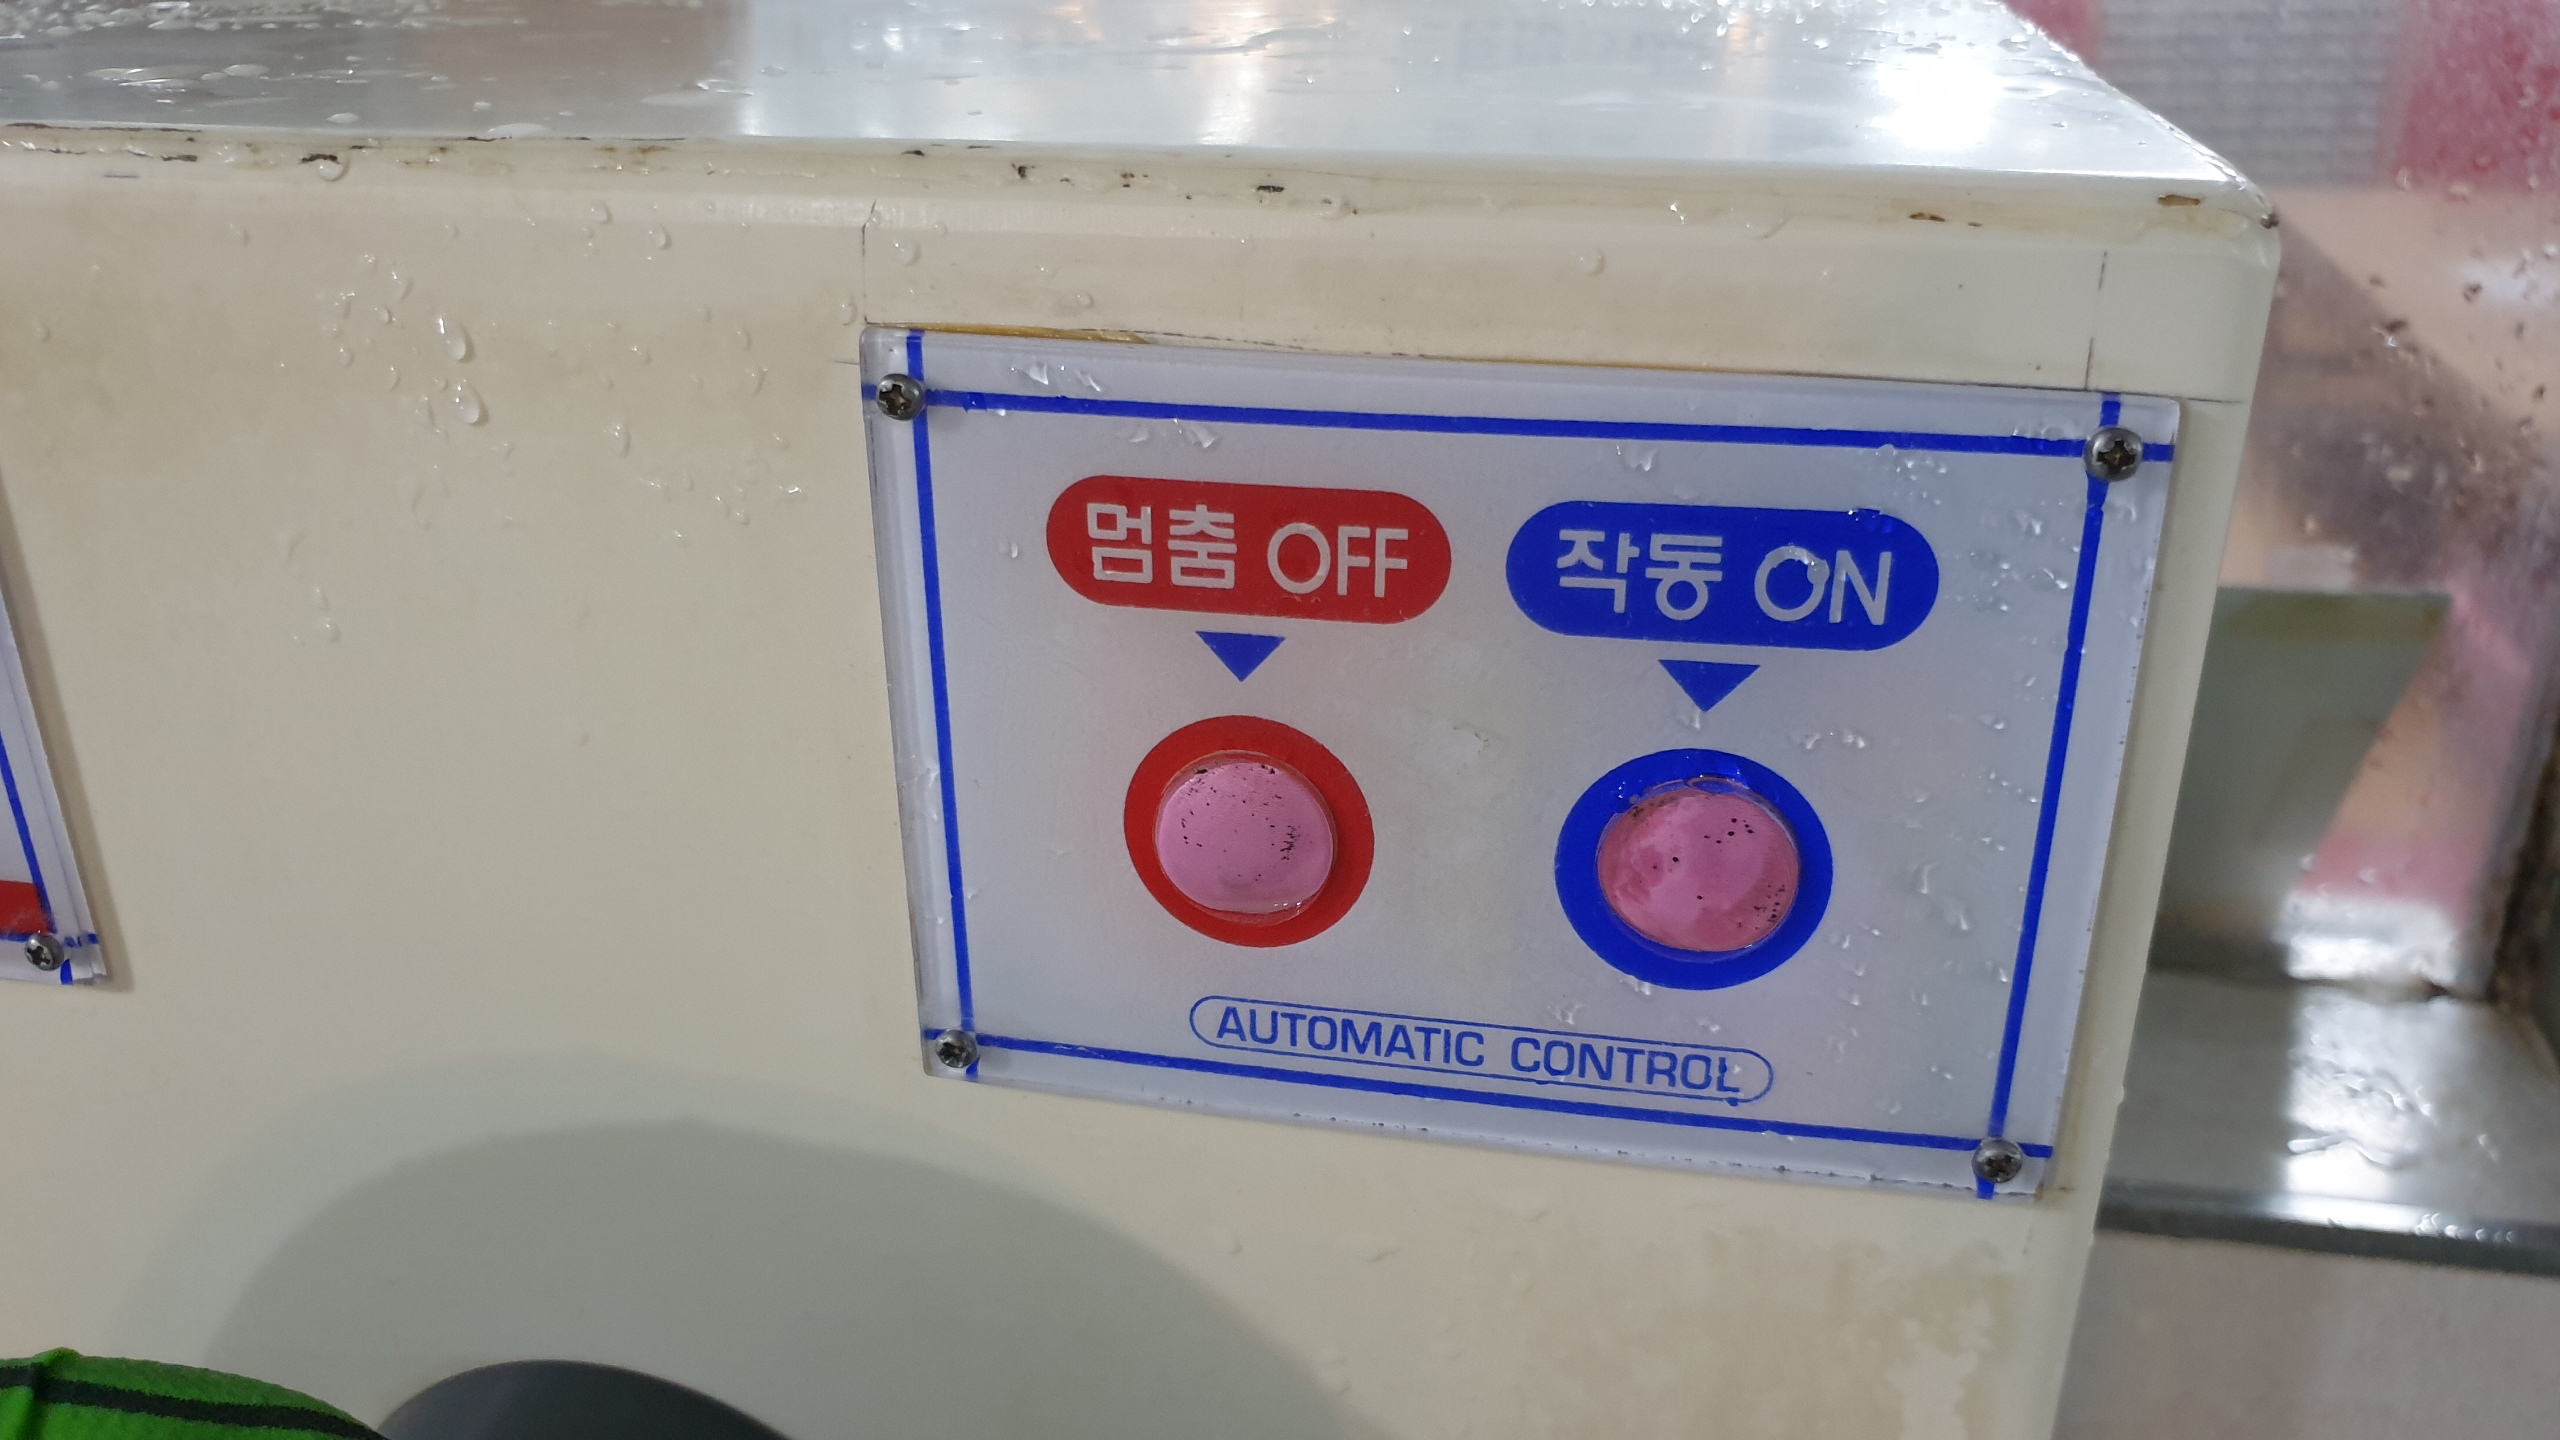 멈춤 OFF
작동 ON
AUTOMATIC CONTROL